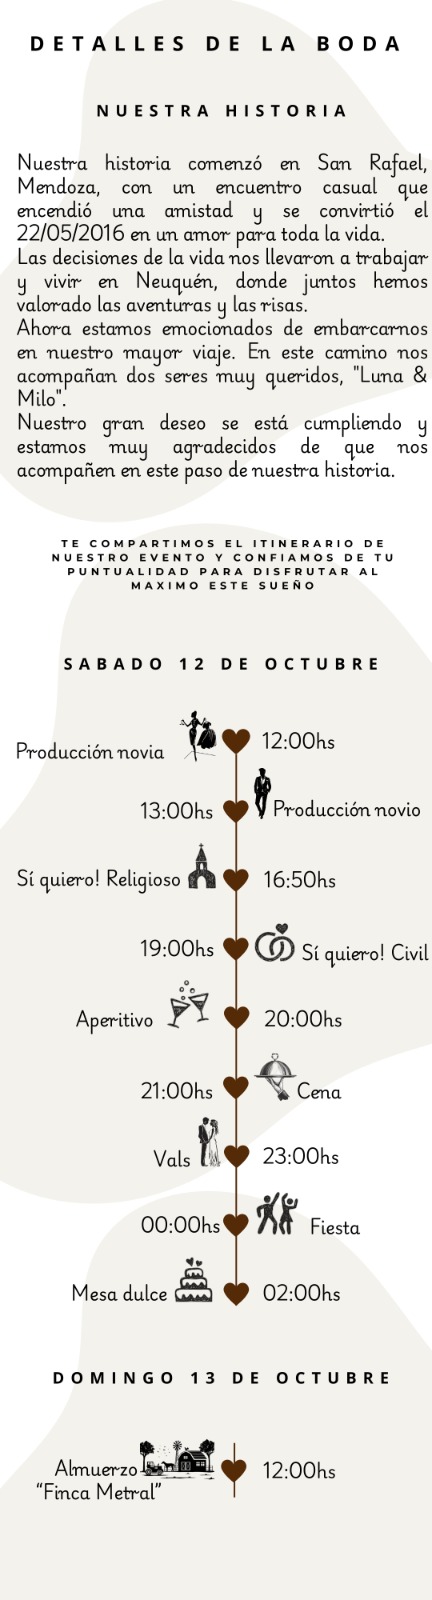 DETALLES DE LA BODA
NUESTRA HISTORIA
Nuestra historia comenzó en San Rafael,
Mendoza, con un encuentro casual que
encendió una amistad y se convirtió el
22/05/2016 en un amor para toda la vida.
Las decisiones de la vida nos llevaron a trabajar
y vivir en Neuquén, donde juntos hemos
valorado las aventuras y las risas.
Ahora estamos emocionados de embarcarnos
en nuestro mayor viaje. En este camino nos
acompañan dos seres muy queridos, "Luna &
Milo".
Nuestro gran deseo se está cumpliendo y
estamos muy agradecidos de que nos
acompañen en este paso de nuestra historia.
TE COMPARTIMOS EL ITINERARIO DE
NUESTRO EVENTO Y CONFIAMOS DE TU
PUNTUALIDAD PARA DISFRUTAR AL
MAXIMO ESTE SUEÑO
SABADO 12 DE OCTUBRE
Producción novia 12:00hs
13:00hs Producción novio
Sí quiero! Religioso 16:50hs
19:00hs Sí quiero! Civil
Aperitivo 20:00hs
21:00hs Cena
Vals 23:00hs
00:00hs Fiesta
Mesa dulce 02:00hs
DOMINGO 13 DE OCTUBRE
Almuerzo 12:00hs
“Finca Metral”